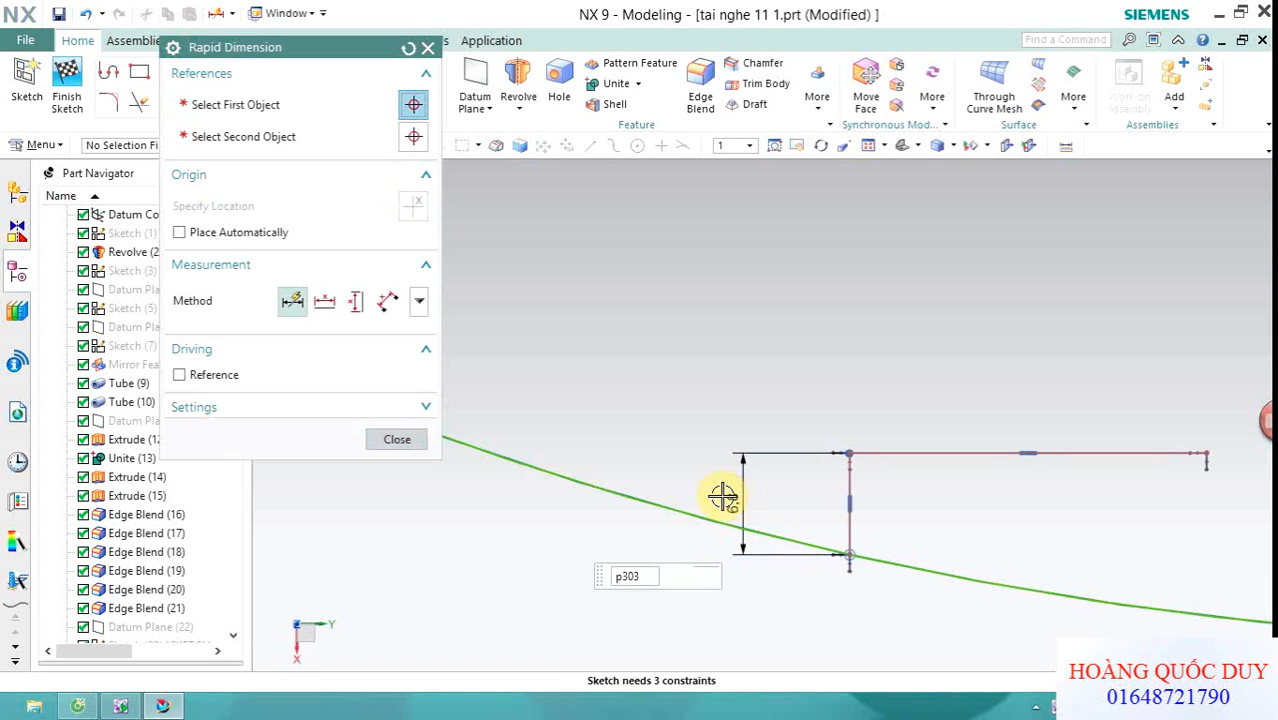 NX
Window
NX 9 - Modeling - [tai nghe 11 1.prt (Modified) ]
SIEMENS
File
Home
Assemblie
s
Application
Find a Command
Rapid Dimension
Sketch
Finish
Sketch
Datum
Plane
Revolve
Hole
Pattern Feature
Unite
Shell
Edge
Blend
Chamfer
Trim Body
Draft
More
Feature
Move
Face
More
Synchronous Mod...
Through
Curve Mesh
More
Surface
Work on
Assembly
Add
Assemblies
Menu
No Selection Fi
1
References
* Select First Object
* Select Second Object
Origin
Specify Location
Place Automatically
Measurement
Method
Driving
Reference
Settings
Close
Part Navigator
Name
Datum Co
Sketch (1)
Revolve (2
Sketch (3)
Datum Pla
Sketch (5)
Datum Pla
Sketch (7)
Mirror Fea
Tube (9)
Tube (10)
Datum Pla
Extrude (12
Unite (13)
Extrude (14)
Extrude (15)
Edge Blend (16)
Edge Blend (17)
Edge Blend (18)
Edge Blend (19)
Edge Blend (20)
Edge Blend (21)
Datum Plane (22)
p303
Z
Y
X
Sketch needs 3 constraints
HOÀNG QUỐC DUY
01648721790